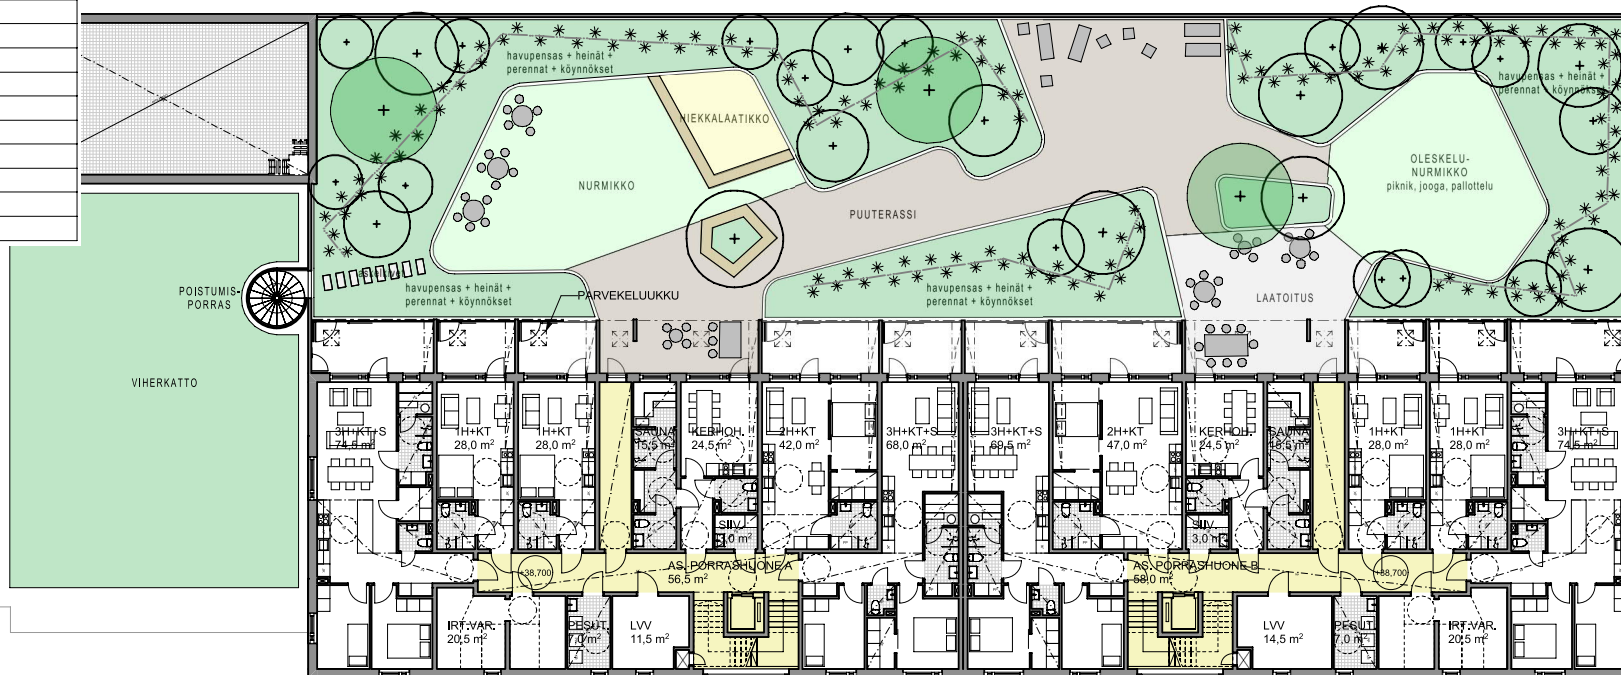 havupensas + heinät +
perennat + köynnökset
HIEKKALAATIKKO
NURMIKKO
PUUTERASSI
OLESKELU-
NURMIKKO
piknik, jooga, pallottelu
havupensas + heinät +
perennat + köynnökset
POISTUMIS-
PORRAS
havupensas + heinät +
perennat + köynnökset
PARVEKELUUKKU
havupensas + heinät +
perennat + köynnökset
LAATOITUS
VIHERKATTO
3H+KT+S
74,5 m²
1H+KT
28,0 m²
1H+KT
28,0 m²
SAUNA
15,5 m²
KERHOH.
24,5 m²
2H+KT
42,0 m²
3H+KT+S
68,0 m²
3H+KT+S
69,5 m²
2H+KT
47,0 m²
KERHOH.
24,5 m²
SAUNA
1H+KT
28,0 m²
1H+KT
28,0 m²
3H+KT+S
74,5 m²
SIIV.
SIIV.
3,0 m²
+38,700
AS. PORRASHUONE A
56,5 m²
AS. PORRASHUONE B
58,0 m²
+38,700
IRT.VAR.
20,5 m²
PESUT.
7,0 m²
LVV
11,5 m²
LVV
14,5 m²
PESUT.
7,0 m²
IRT.VAR.
20,5 m²